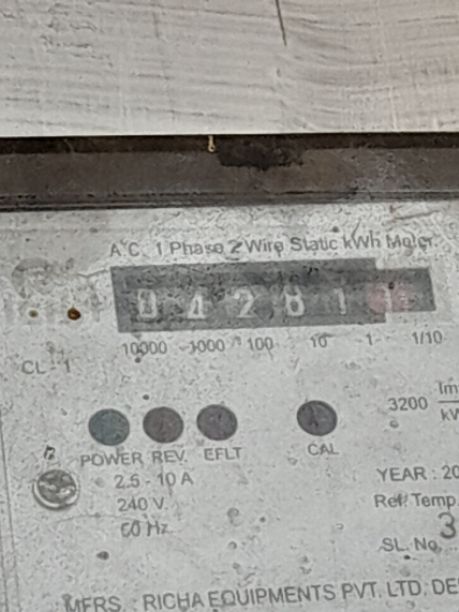 A.C. 1 Phase 2 Wire Static kWh Meter
0 4 2 8 1
10000 1000 100 10 1 1/10
CL - 1
3200
POWER REV. EFLT CAL
2.5 - 10 A
240 V.
50 Hz
YEAR : 20
Ref. Temp
SL. No. 3
MFRS. : RICHA EQUIPMENTS PVT. LTD. DE